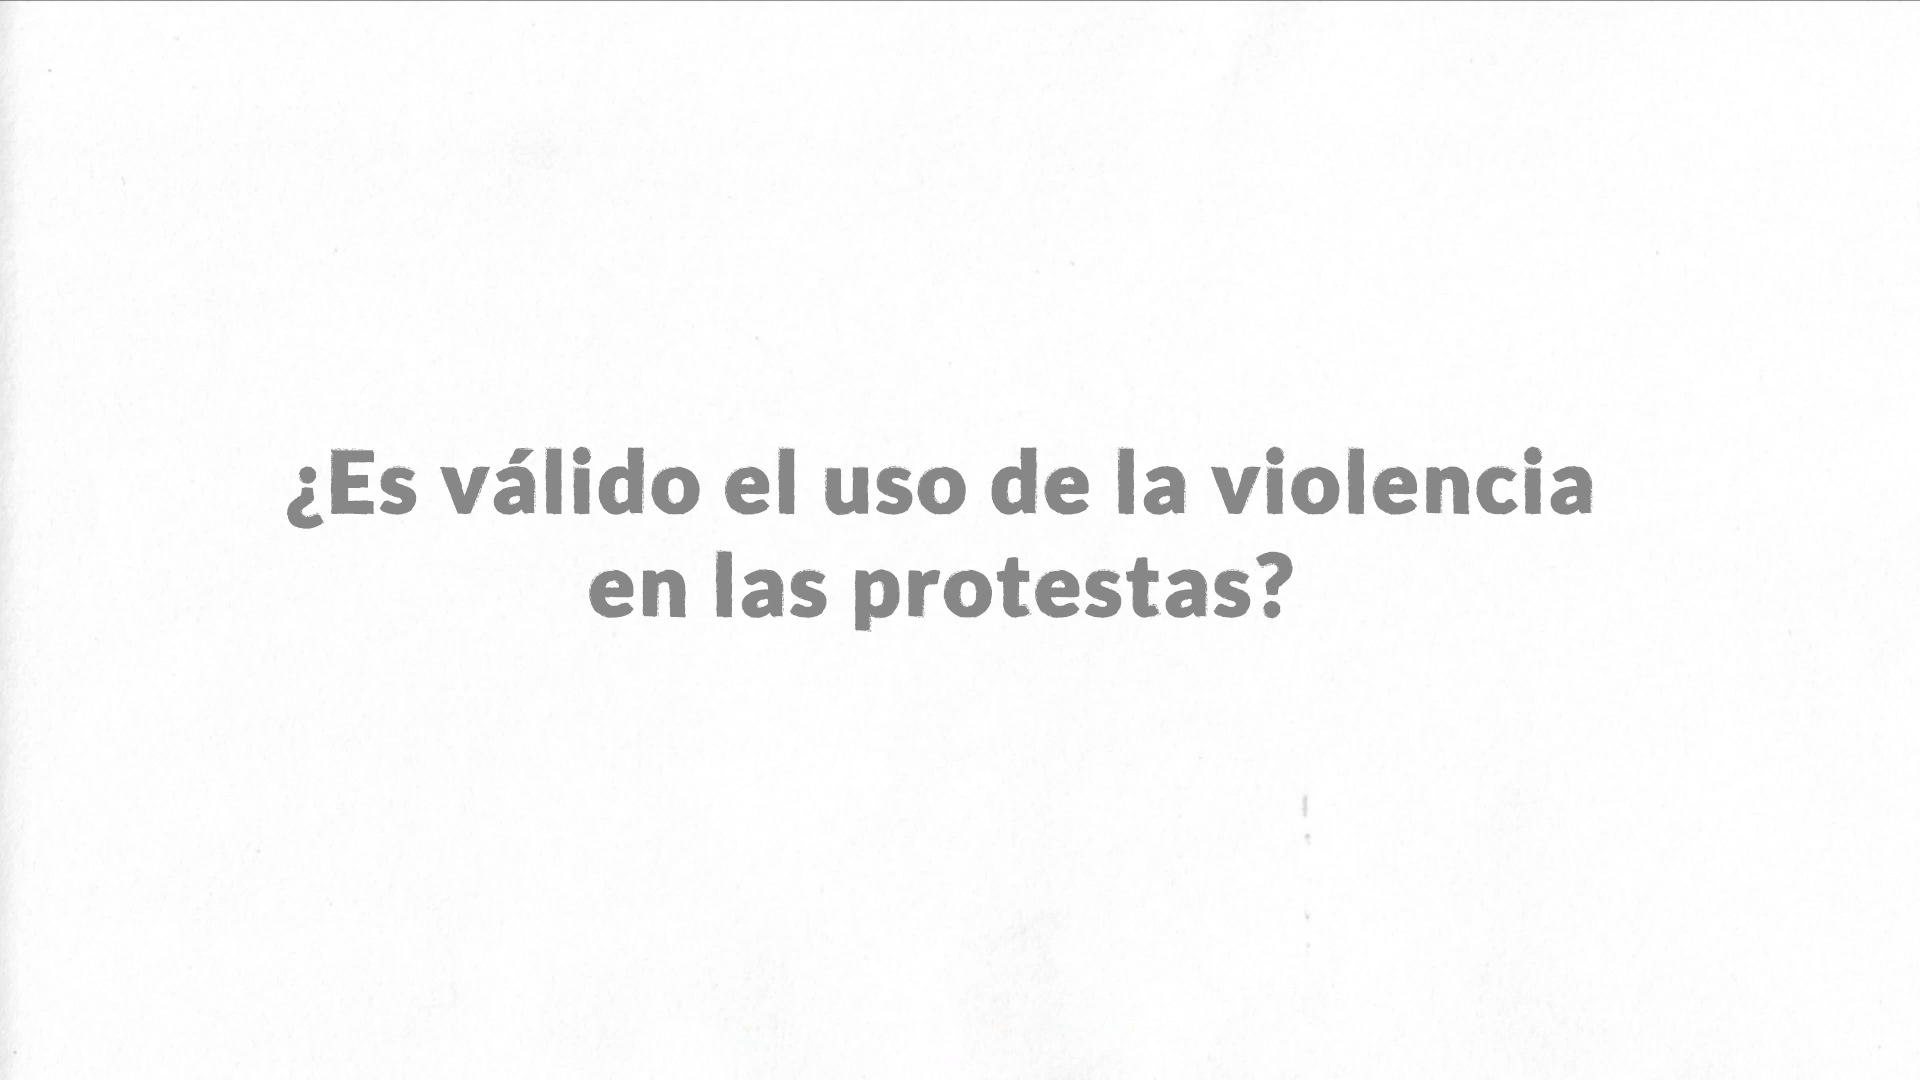 ¿Es válido el uso de la violencia
en las protestas?